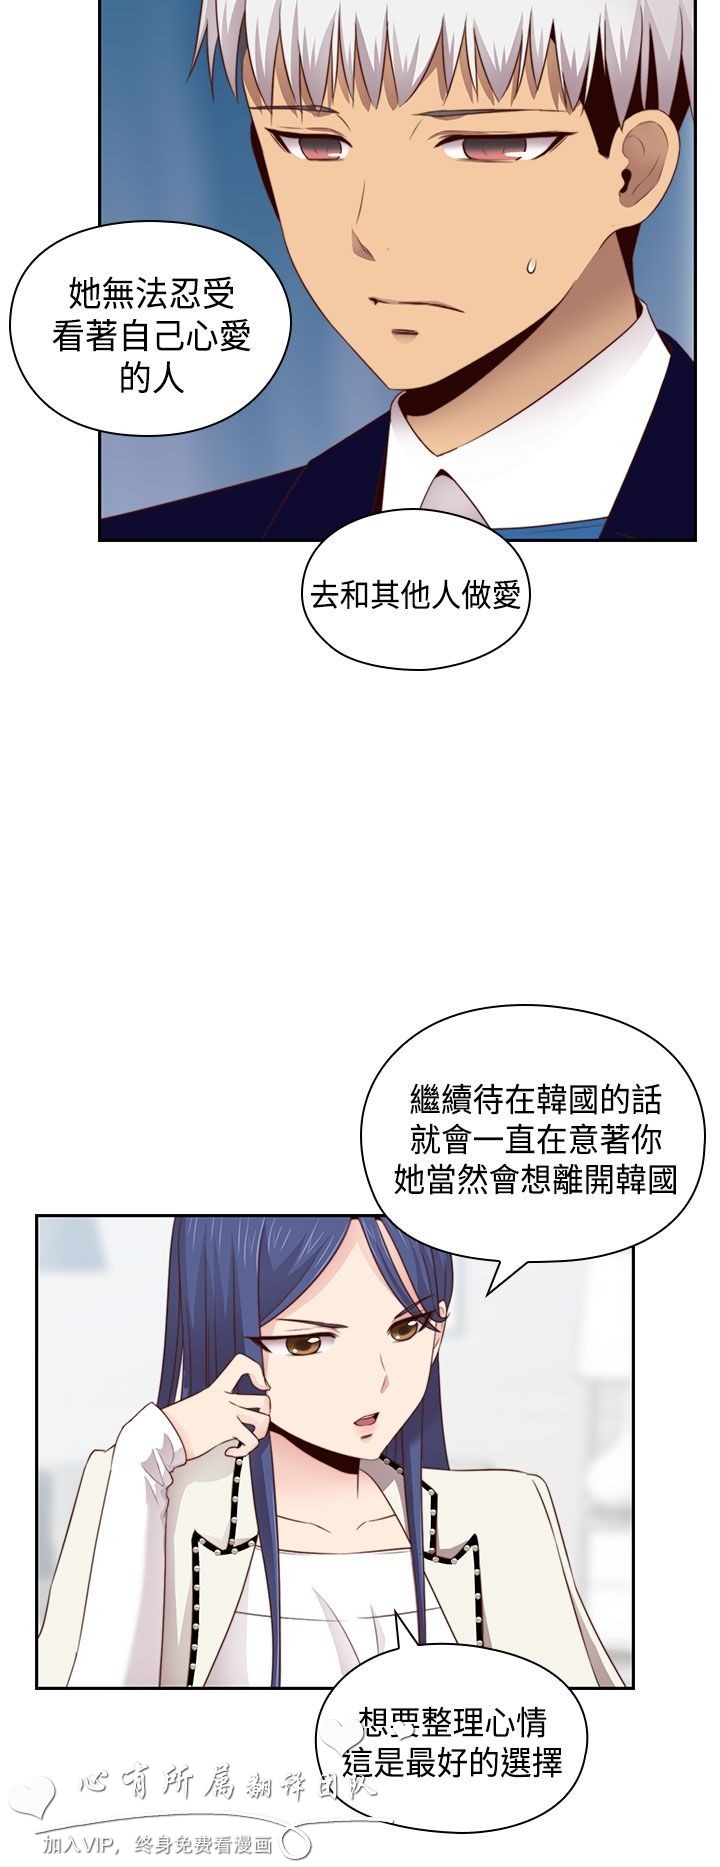 她無法忍受
看著自己心愛
的人
去和其他人做愛
繼續待在韓國的話
就會一直在意著你
她當然會想離開韓國
想要整理心情
這是最好的選擇
心有所属翻译团队
加入VIP，终身免费看漫画